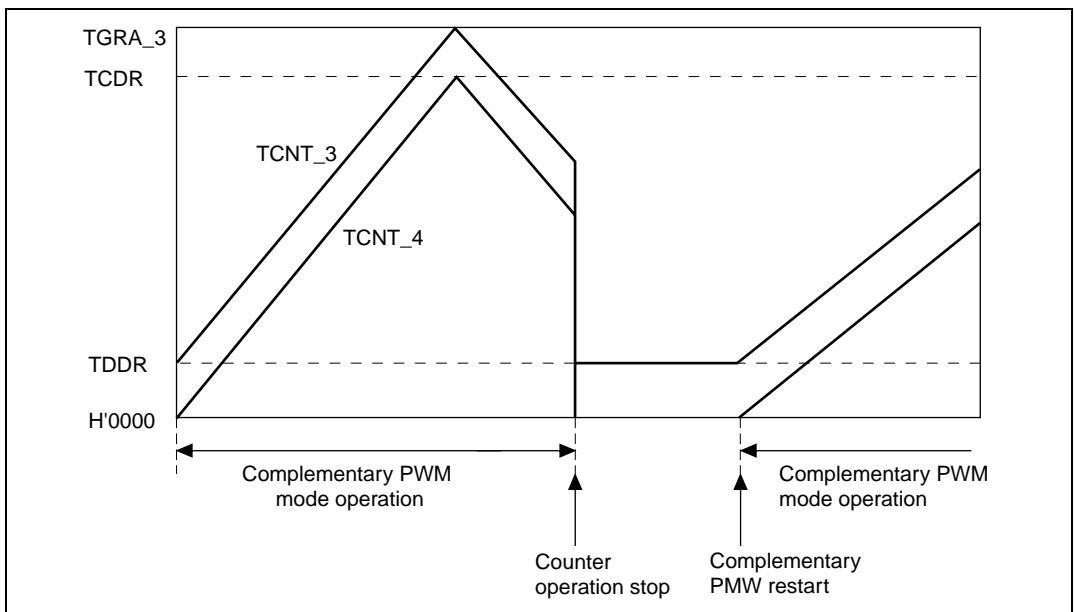 TGRA_3
TCDR
TCNT_3
TCNT_4
TDDR
H'0000
Complementary PWM
mode operation
Complementary PWM
mode operation
Counter
operation stop
Complementary
PMW restart